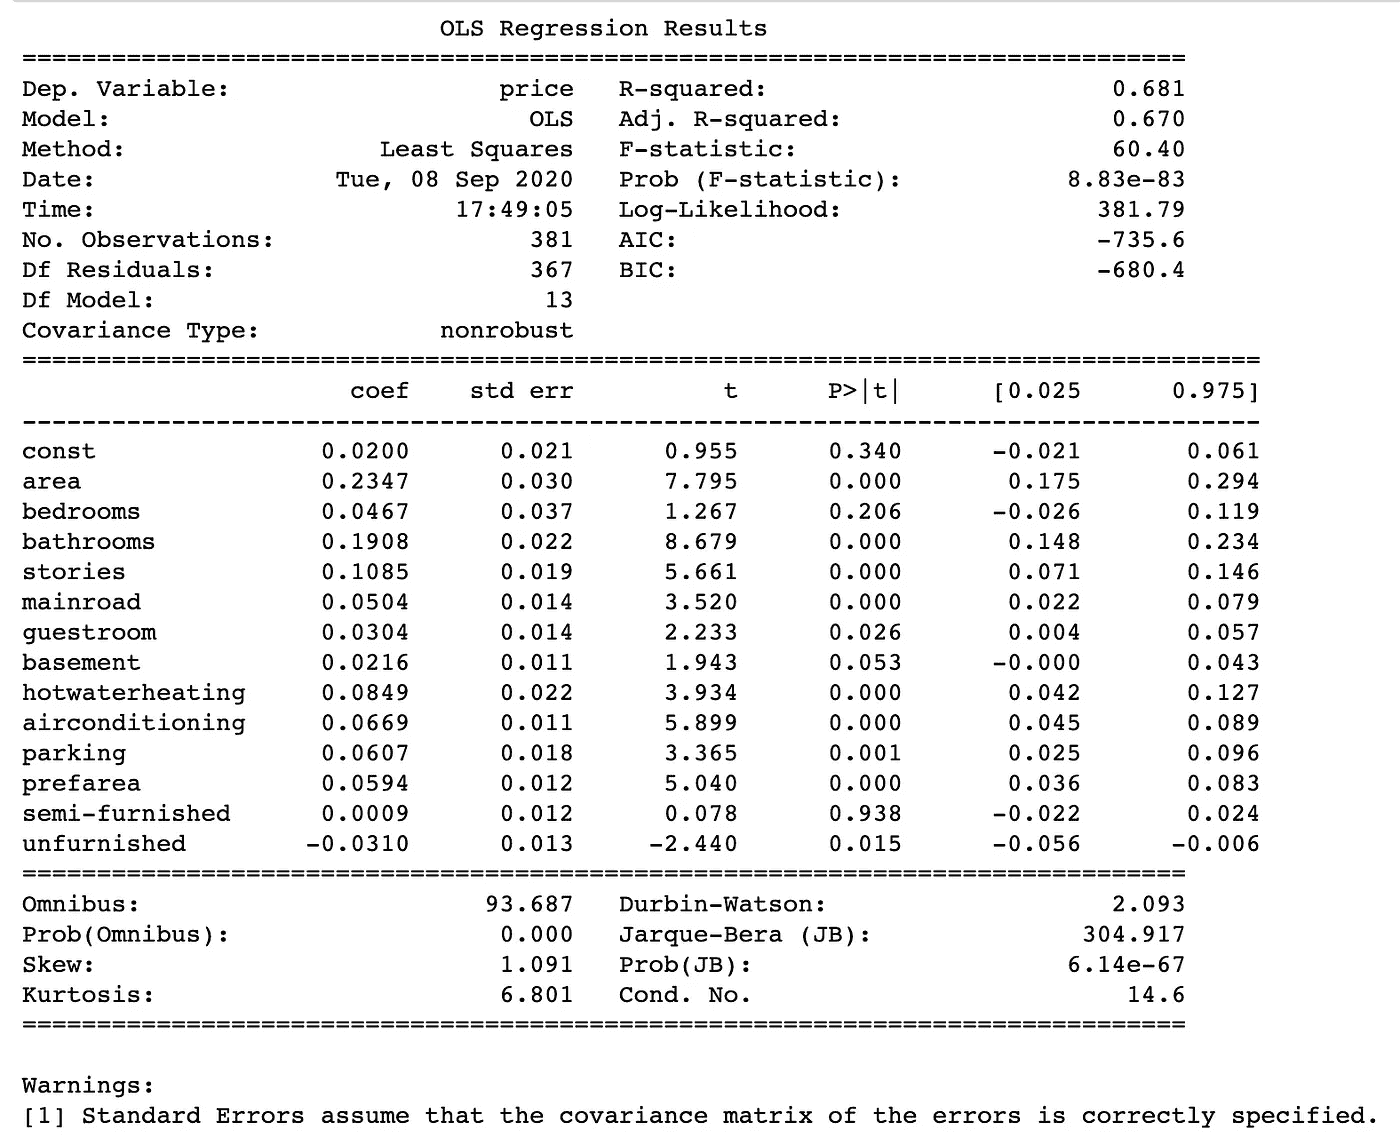 OLS Regression Results
==============================================================================
Dep. Variable: price R-squared: 0.681
Model: OLS Adj. R-squared: 0.670
Method: Least Squares F-statistic: 60.40
Date: Tue, 08 Sep 2020 Prob (F-statistic): 8.83e-83
Time: 17:49:05 Log-Likelihood: 381.79
No. Observations: 381 AIC: -735.6
Df Residuals: 367 BIC: -680.4
Df Model: 13
Covariance Type: nonrobust
===================================================================================
coef std err t P>|t| [0.025 0.975]
-----------------------------------------------------------------------------------
const 0.0200 0.021 0.955 0.340 -0.021 0.061
area 0.2347 0.030 7.795 0.000 0.175 0.294
bedrooms 0.0467 0.037 1.267 0.206 -0.026 0.119
bathrooms 0.1908 0.022 8.679 0.000 0.148 0.234
stories 0.1085 0.019 5.661 0.000 0.071 0.146
mainroad 0.0504 0.014 3.520 0.000 0.022 0.079
guestroom 0.0304 0.014 2.233 0.026 0.004 0.057
basement 0.0216 0.011 1.943 0.053 -0.000 0.043
hotwaterheating 0.0849 0.022 3.934 0.000 0.042 0.127
airconditioning 0.0669 0.011 5.899 0.000 0.045 0.089
parking 0.0607 0.018 3.365 0.001 0.025 0.096
prefarea 0.0594 0.012 5.040 0.000 0.036 0.083
semi-furnished 0.0009 0.012 0.078 0.938 -0.022 0.024
unfurnished -0.0310 0.013 -2.440 0.015 -0.056 -0.006
==============================================================================
Omnibus: 93.687 Durbin-Watson: 2.093
Prob(Omnibus): 0.000 Jarque-Bera (JB): 304.917
Skew: 1.091 Prob(JB): 6.14e-67
Kurtosis: 6.801 Cond. No. 14.6
==============================================================================
Warnings:
[1] Standard Errors assume that the covariance matrix of the errors is correctly specified.